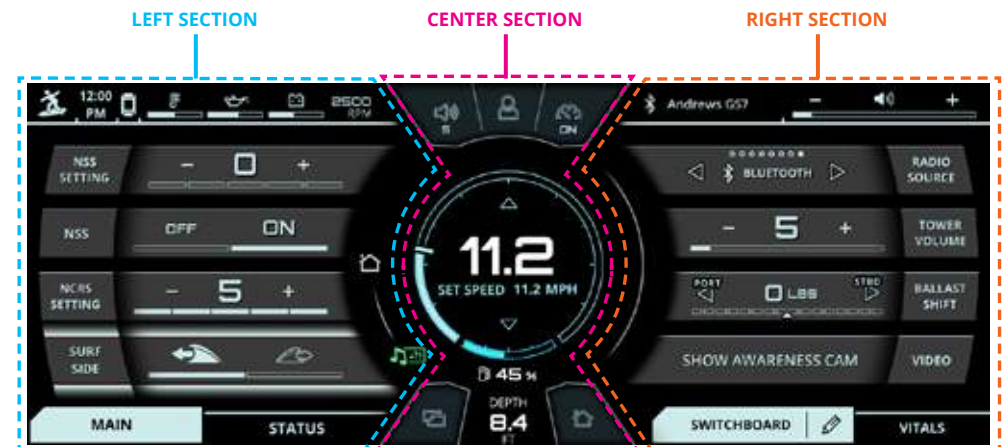 LEFT SECTION
CENTER SECTION
RIGHT SECTION
12:00
PM
2500
RPM
5
ON
Andrews GS7
-
+
NSS
SETTING
- 0 +
NSS
OFF ON
NCRS
SETTING
- 5 +
SURF
SIDE
MAIN
STATUS
11.2
SET SPEED 11.2 MPH
45 %
DEPTH
8.4
FT
BLUETOOTH
RADIO
SOURCE
- 5 +
TOWER
VOLUME
PORT
0 LBS
STBD
BALLAST
SHIFT
SHOW AWARENESS CAM
VIDEO
SWITCHBOARD
VITALS